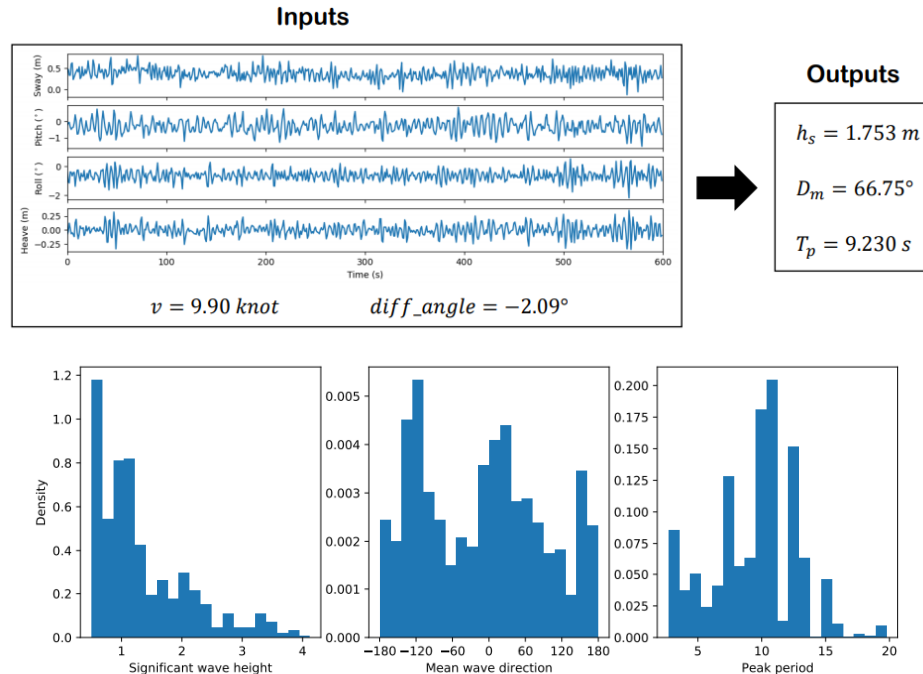 Inputs
Outputs
Sway (m)
0.5
0.0
Pitch (°)
0
−1
Roll (°)
0
−2
Heave (m)
0.25
0.00
−0.25
0 100 200 300 400 500 600
Time (s)
v = 9.90 knot diff_angle = −2.09°
h_s = 1.753 m
D_m = 66.75°
T_p = 9.230 s
Density
1.2
1.0
0.8
0.6
0.4
0.2
0.0
1 2 3 4
Significant wave height
0.005
0.004
0.003
0.002
0.001
0.000
−180 −120 −60 0 60 120 180
Mean wave direction
0.200
0.175
0.150
0.125
0.100
0.075
0.050
0.025
0.000
5 10 15 20
Peak period